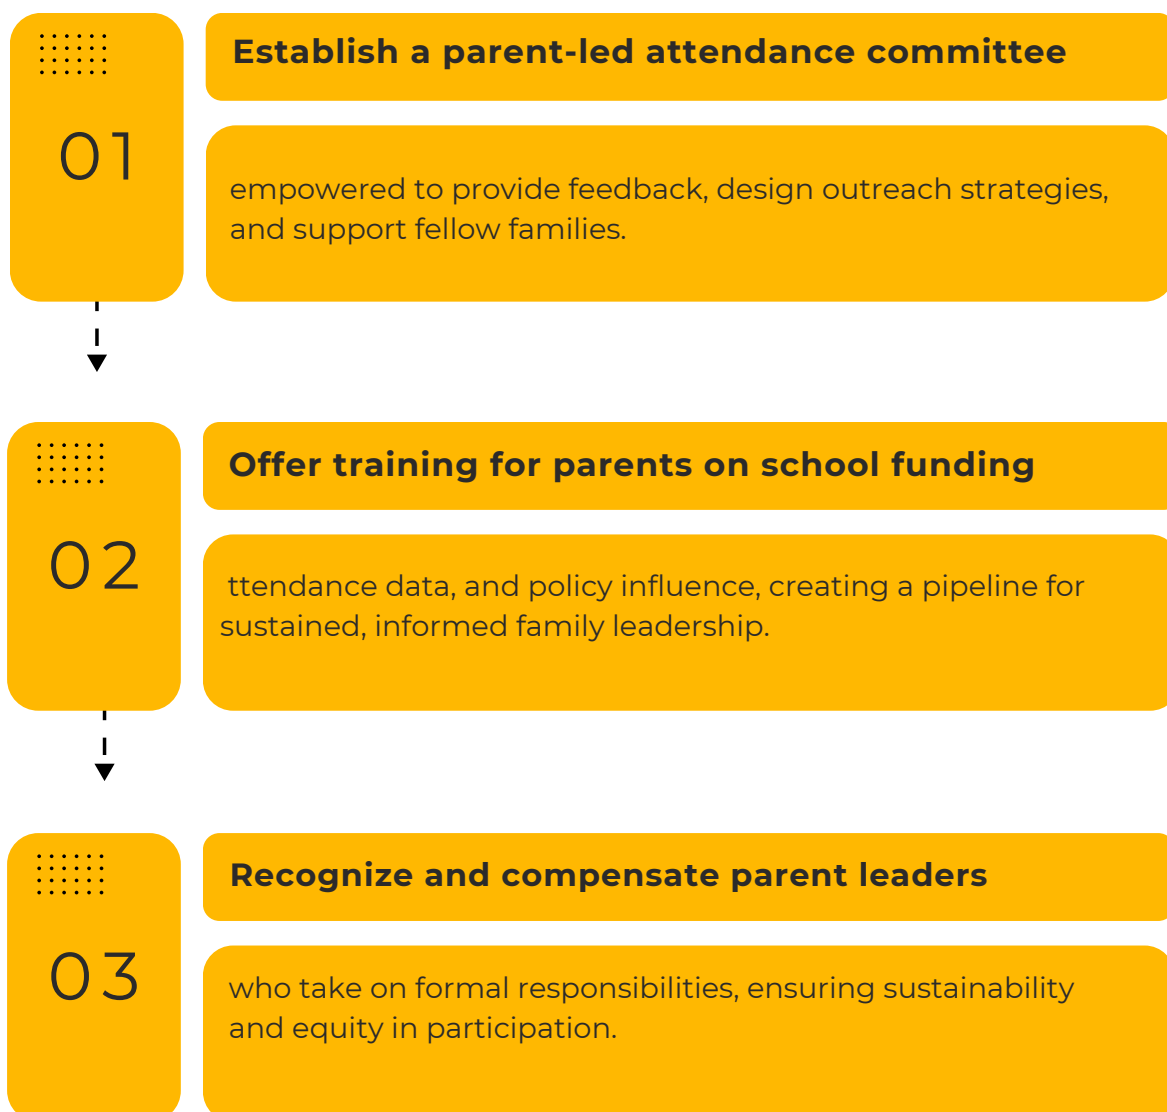 01
Establish a parent-led attendance committee
empowered to provide feedback, design outreach strategies,
and support fellow families.
02
Offer training for parents on school funding
ttendance data, and policy influence, creating a pipeline for
sustained, informed family leadership.
03
Recognize and compensate parent leaders
who take on formal responsibilities, ensuring sustainability
and equity in participation.